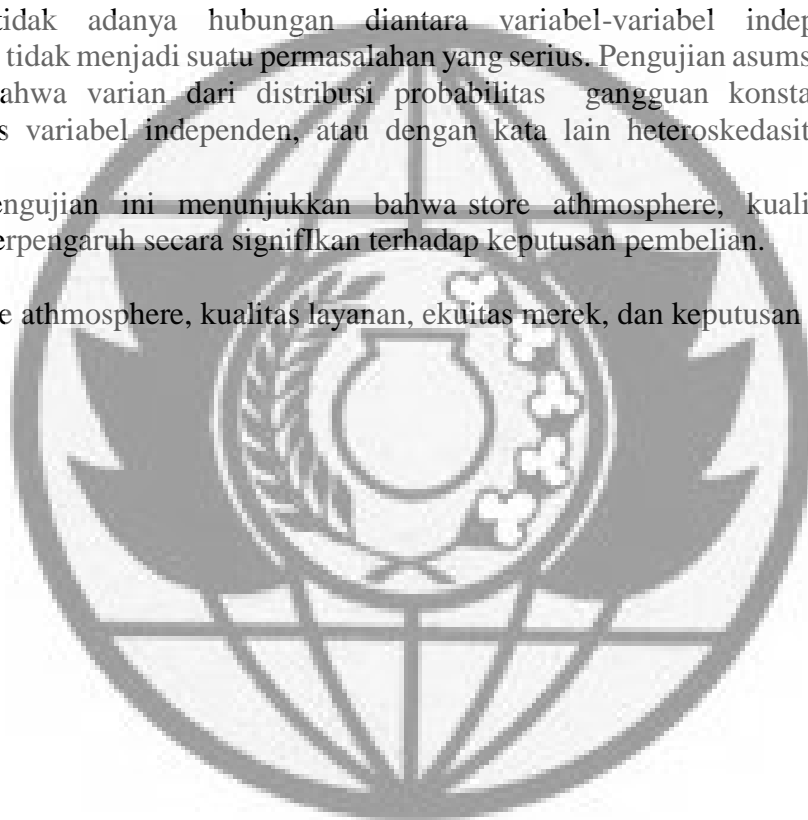 tidak adanya hubungan diantara variabel-variabel indep
tidak menjadi suatu permasalahan yang serius. Pengujian asums
ahwa varian dari distribusi probabilitas gangguan konsta
s variabel independen, atau dengan kata lain heteroskedasit
engujian ini menunjukkan bahwa store athmosphere, kuali
erpengaruh secara signifIkan terhadap keputusan pembelian.
e athmosphere, kualitas layanan, ekuitas merek, dan keputusan